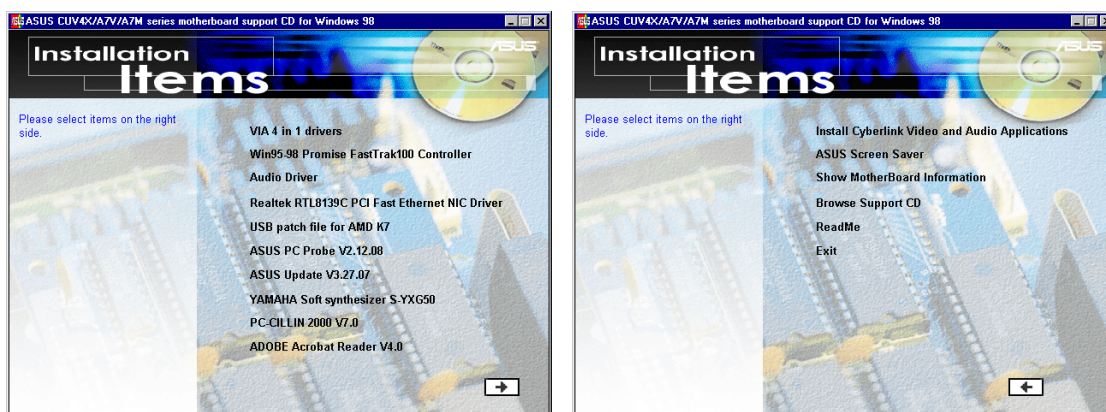 ASUS CUV4X/A7V/A7M series motherboard support CD for Windows 98
Installation
Items
ASUS
Please select items on the right
side.
VIA 4 in 1 drivers
Win95-98 Promise FastTrak100 Controller
Audio Driver
Realtek RTL8139C PCI Fast Ethernet NIC Driver
USB patch file for AMD K7
ASUS PC Probe V2.12.08
ASUS Update V3.27.07
YAMAHA Soft synthesizer S-YXG50
PC-CILLIN 2000 V7.0
ADOBE Acrobat Reader V4.0
ASUS CUV4X/A7V/A7M series motherboard support CD for Windows 98
Installation
Items
ASUS
Please select items on the right
side.
Install Cyberlink Video and Audio Applications
ASUS Screen Saver
Show MotherBoard Information
Browse Support CD
ReadMe
Exit